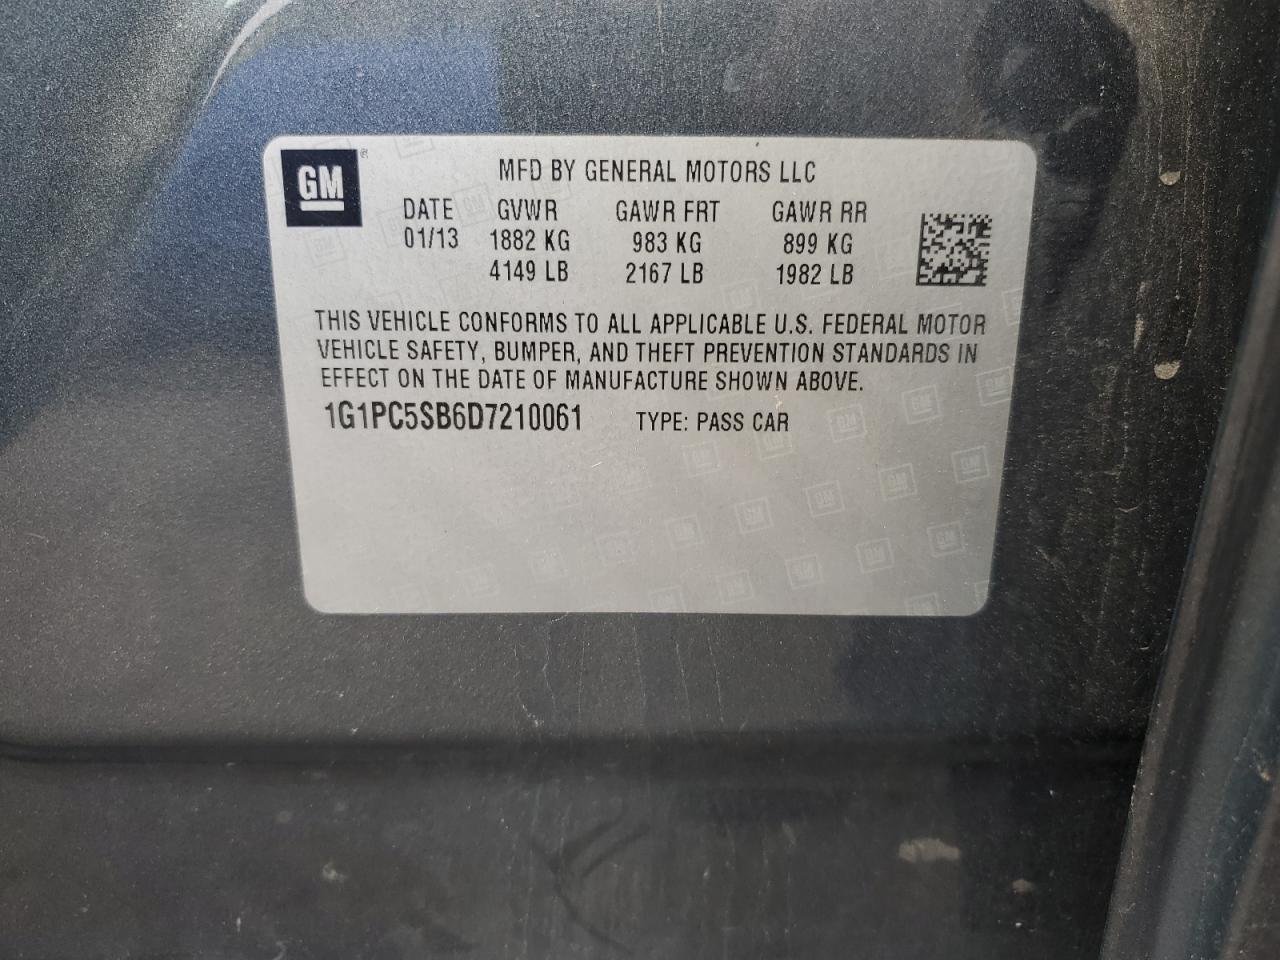 GM
MFD BY GENERAL MOTORS LLC
DATE GVWR GAWR FRT GAWR RR
01/13 1882 KG 983 KG 899 KG
4149 LB 2167 LB 1982 LB
THIS VEHICLE CONFORMS TO ALL APPLICABLE U.S. FEDERAL MOTOR
VEHICLE SAFETY, BUMPER, AND THEFT PREVENTION STANDARDS IN
EFFECT ON THE DATE OF MANUFACTURE SHOWN ABOVE.
1G1PC5SB6D7210061 TYPE: PASS CAR